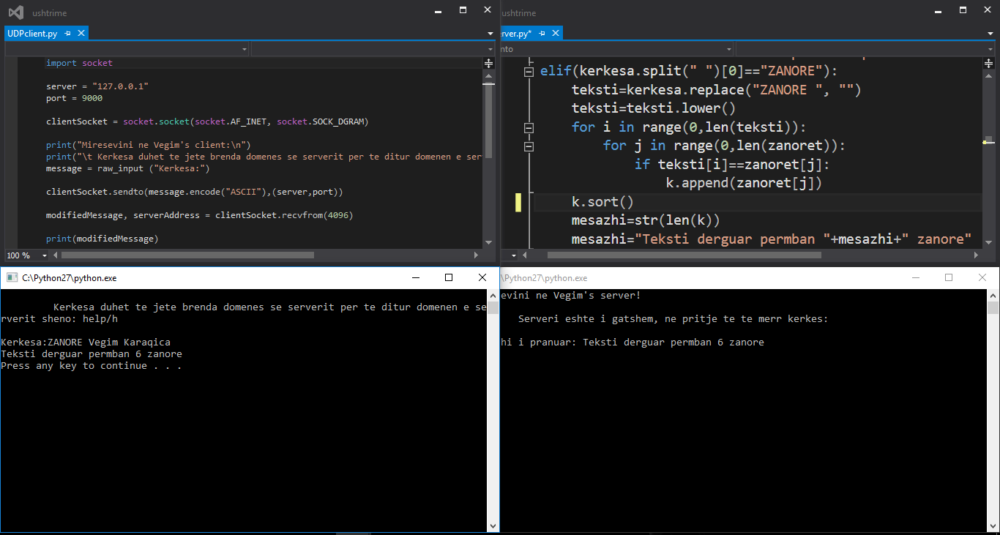 ushtrime
UDPclient.py
import socket
server = "127.0.0.1"
port = 9000
clientSocket = socket.socket(socket.AF_INET, socket.SOCK_DGRAM)
print("Miresevini ne Vegim's client:\n")
print("\t Kerkesa duhet te jete brenda domenes se serverit per te ditur domenen e ser
message = raw_input ("Kerkesa:")
clientSocket.sendto(message.encode("ASCII"),(server,port))
modifiedMessage, serverAddress = clientSocket.recvfrom(4096)
print(modifiedMessage)
100 %
ushtrime
erver.py*
nto
elif(kerkesa.split(" ")[0]=="ZANORE"):
teksti=kerkesa.replace("ZANORE ", "")
teksti=teksti.lower()
for i in range(0,len(teksti)):
for j in range(0,len(zanoret)):
if teksti[i]==zanoret[j]:
k.append(zanoret[j])
k.sort()
mesazhi=str(len(k))
mesazhi="Teksti derguar permban "+mesazhi+" zanore"
C:\Python27\python.exe
Kerkesa duhet te jete brenda domenes se serverit per te ditur domenen e se
rverit sheno: help/h
Kerkesa:ZANORE Vegim Karaqica
Teksti derguar permban 6 zanore
Press any key to continue . . .
\Python27\python.exe
evini ne Vegim's server!
Serveri eshte i gatshem, ne pritje te te merr kerkes:
hi i pranuar: Teksti derguar permban 6 zanore